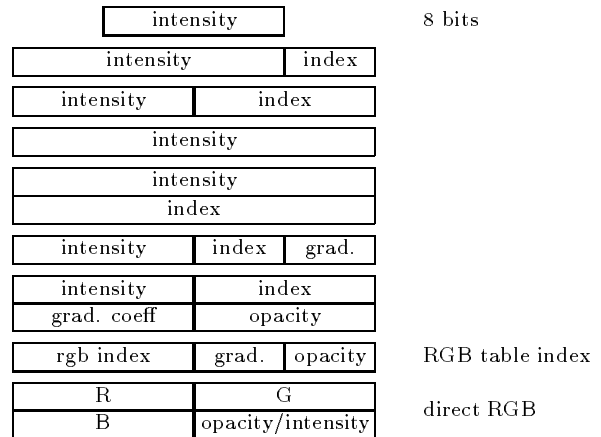 intensity 8 bits
intensity index
intensity index
intensity
intensity
index
intensity index grad.
intensity index
grad. coeff opacity
rgb index grad. opacity RGB table index
R G
direct RGB
B opacity/intensity